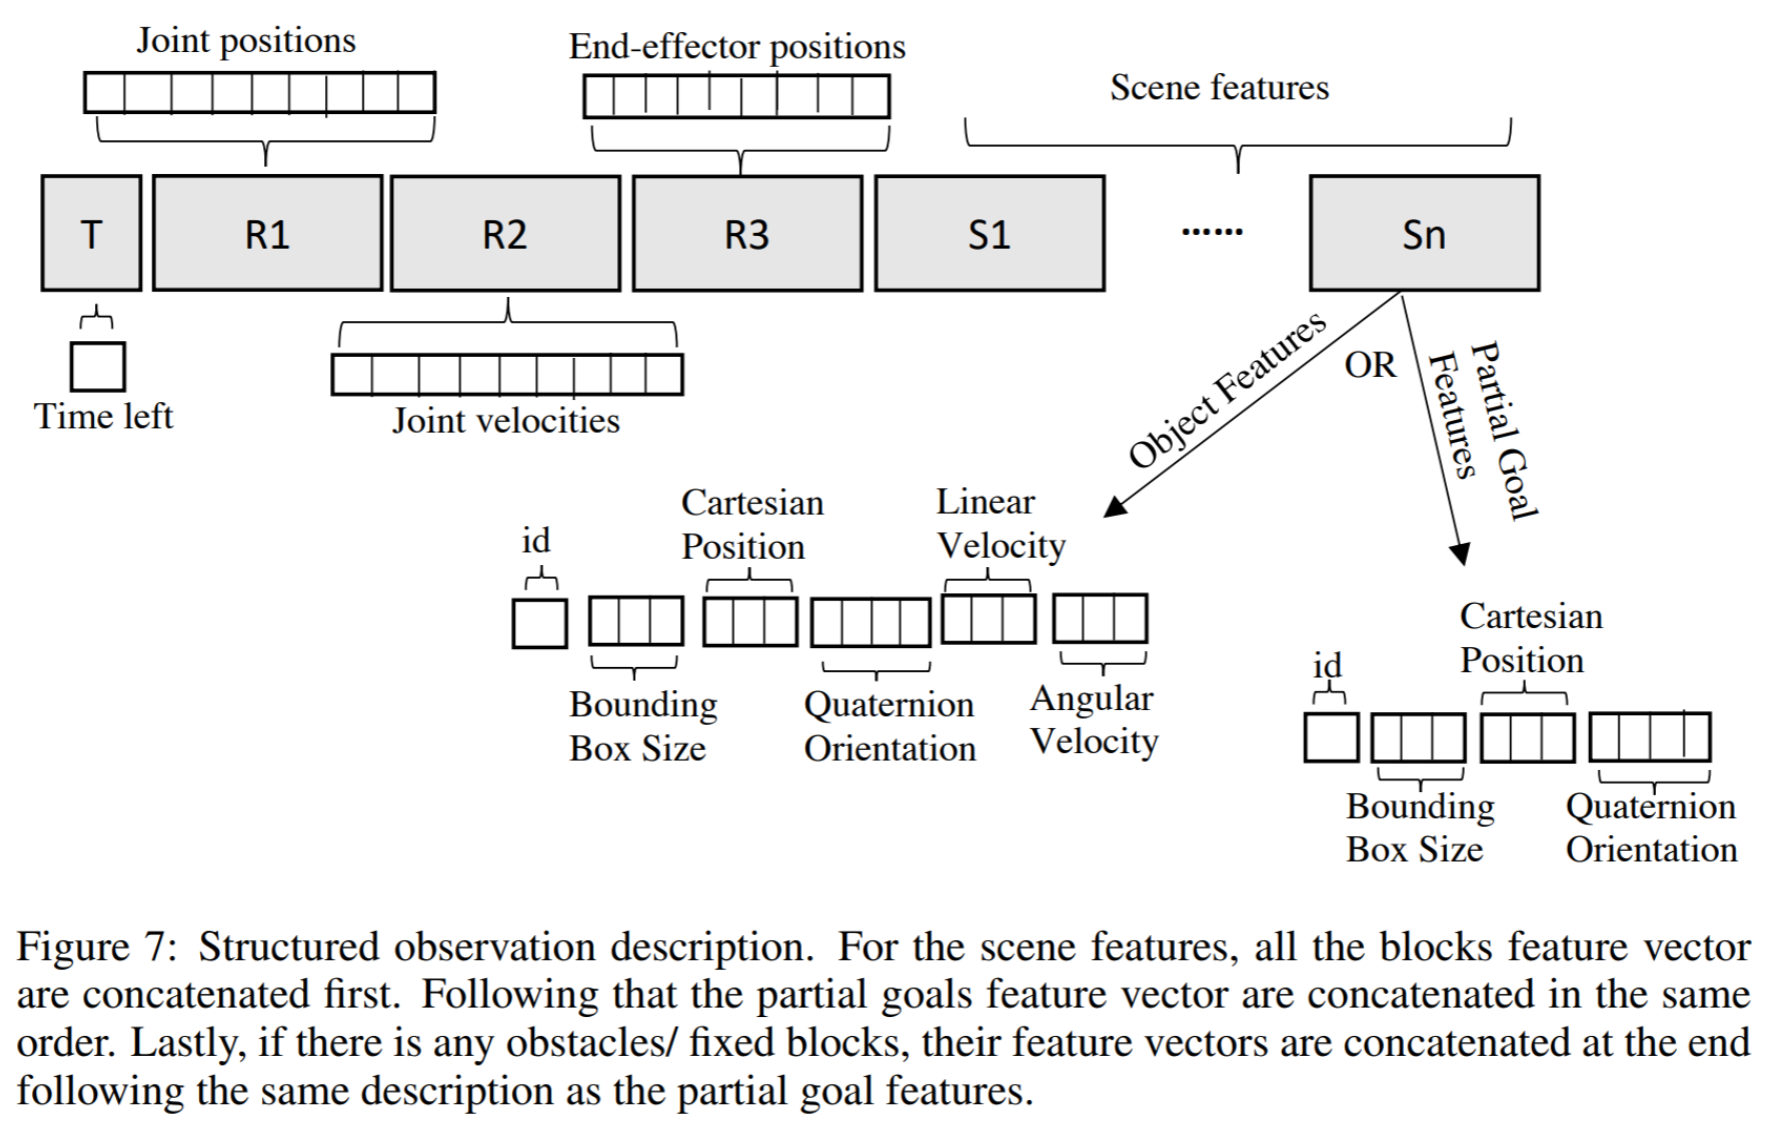 Joint positions
End-effector positions
Scene features
T
R1
R2
R3
S1
......
Sn
Time left
Joint velocities
Object Features
OR
Partial Goal
Features
id
Cartesian
Position
Linear
Velocity
Bounding
Box Size
Quaternion
Orientation
Angular
Velocity
id
Cartesian
Position
Bounding
Box Size
Quaternion
Orientation
Figure 7: Structured observation description. For the scene features, all the blocks feature vector
are concatenated first. Following that the partial goals feature vector are concatenated in the same
order. Lastly, if there is any obstacles/ fixed blocks, their feature vectors are concatenated at the end
following the same description as the partial goal features.